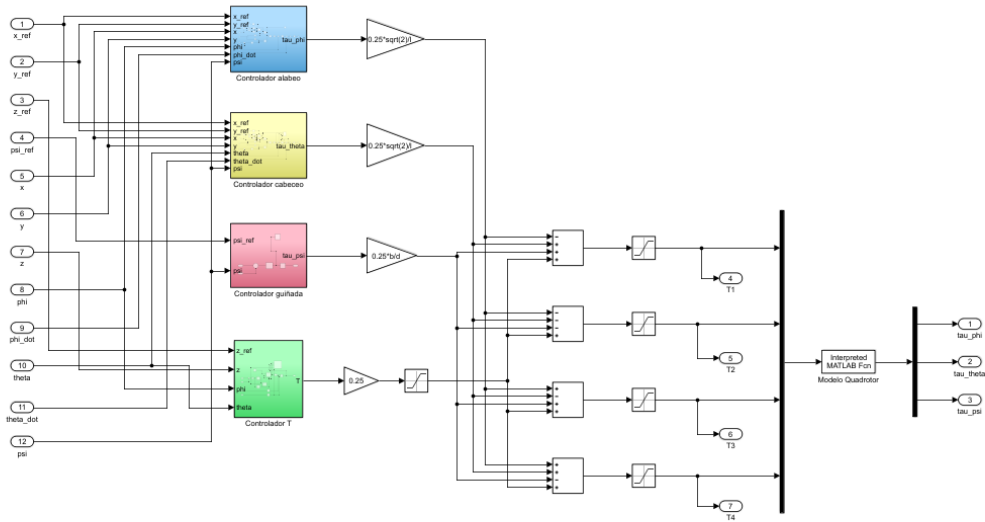 1
x_ref
2
y_ref
3
z_ref
4
psi_ref
5
x
6
y
7
z
8
phi
9
phi_dot
10
theta
11
theta_dot
12
psi
x_ref
y_ref
x
y
phi
phi_dot
psi
tau_phi
Controlador alabeo
x_ref
y_ref
x
y
theta
theta_dot
psi
tau_theta
Controlador cabeceo
psi_ref
psi
tau_psi
Controlador guiñada
z_ref
z
phi
theta
T
Controlador T
0.25*sqrt(2)/l
0.25*sqrt(2)/l
0.25*b/d
0.25
4
T1
5
T2
6
T3
7
T4
Interpreted
MATLAB Fcn
Modelo Quadrotor
1
tau_phi
2
tau_theta
3
tau_psi